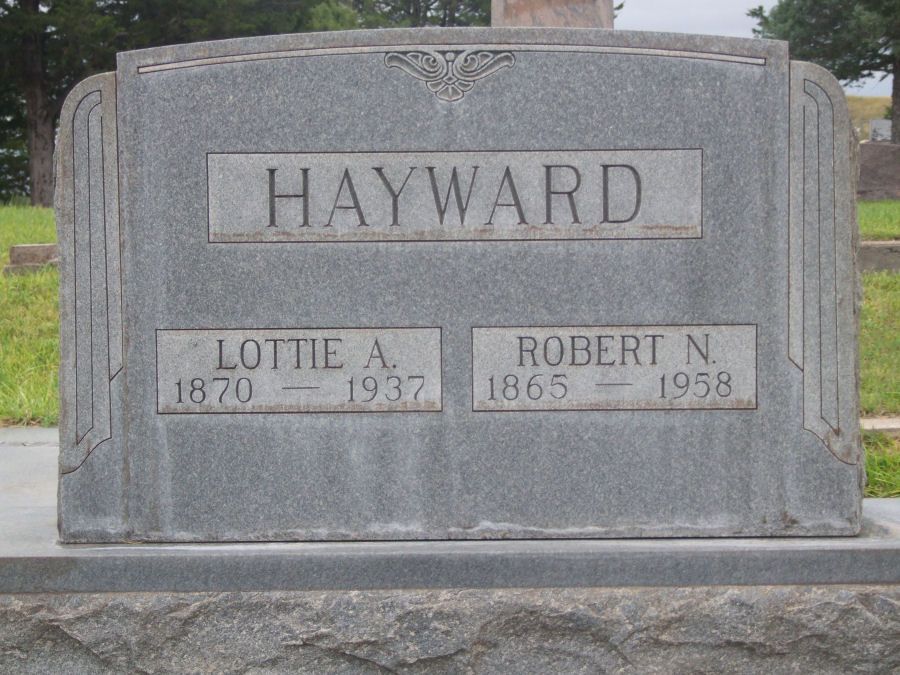 HAYWARD
LOTTIE A.
1870 — 1937
ROBERT N.
1865 — 1958